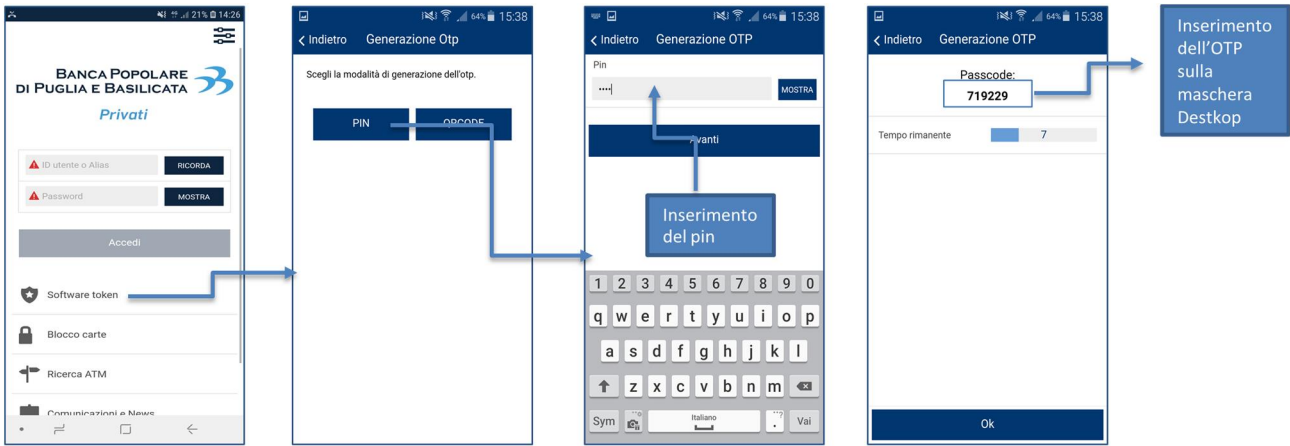 21% 14:26
BANCA POPOLARE
DI PUGLIA E BASILICATA
Privati
ID utente o Alias
RICORDA
Password
MOSTRA
Accedi
Software token
Blocco carte
Ricerca ATM
Comunicazioni e News
64% 15:38
Indietro Generazione Otp
Scegli la modalità di generazione dell'otp.
PIN
QRCODE
64% 15:38
Indietro Generazione OTP
Pin
MOSTRA
Avanti
Inserimento
del pin
1 2 3 4 5 6 7 8 9 0
q w e r t y u i o p
a s d f g h j k l
z x c v b n m
Sym Italiano Vai
64% 15:38
Indietro Generazione OTP
Passcode:
719229
Tempo rimanente 7
Ok
Inserimento
dell'OTP
sulla
maschera
Destkop